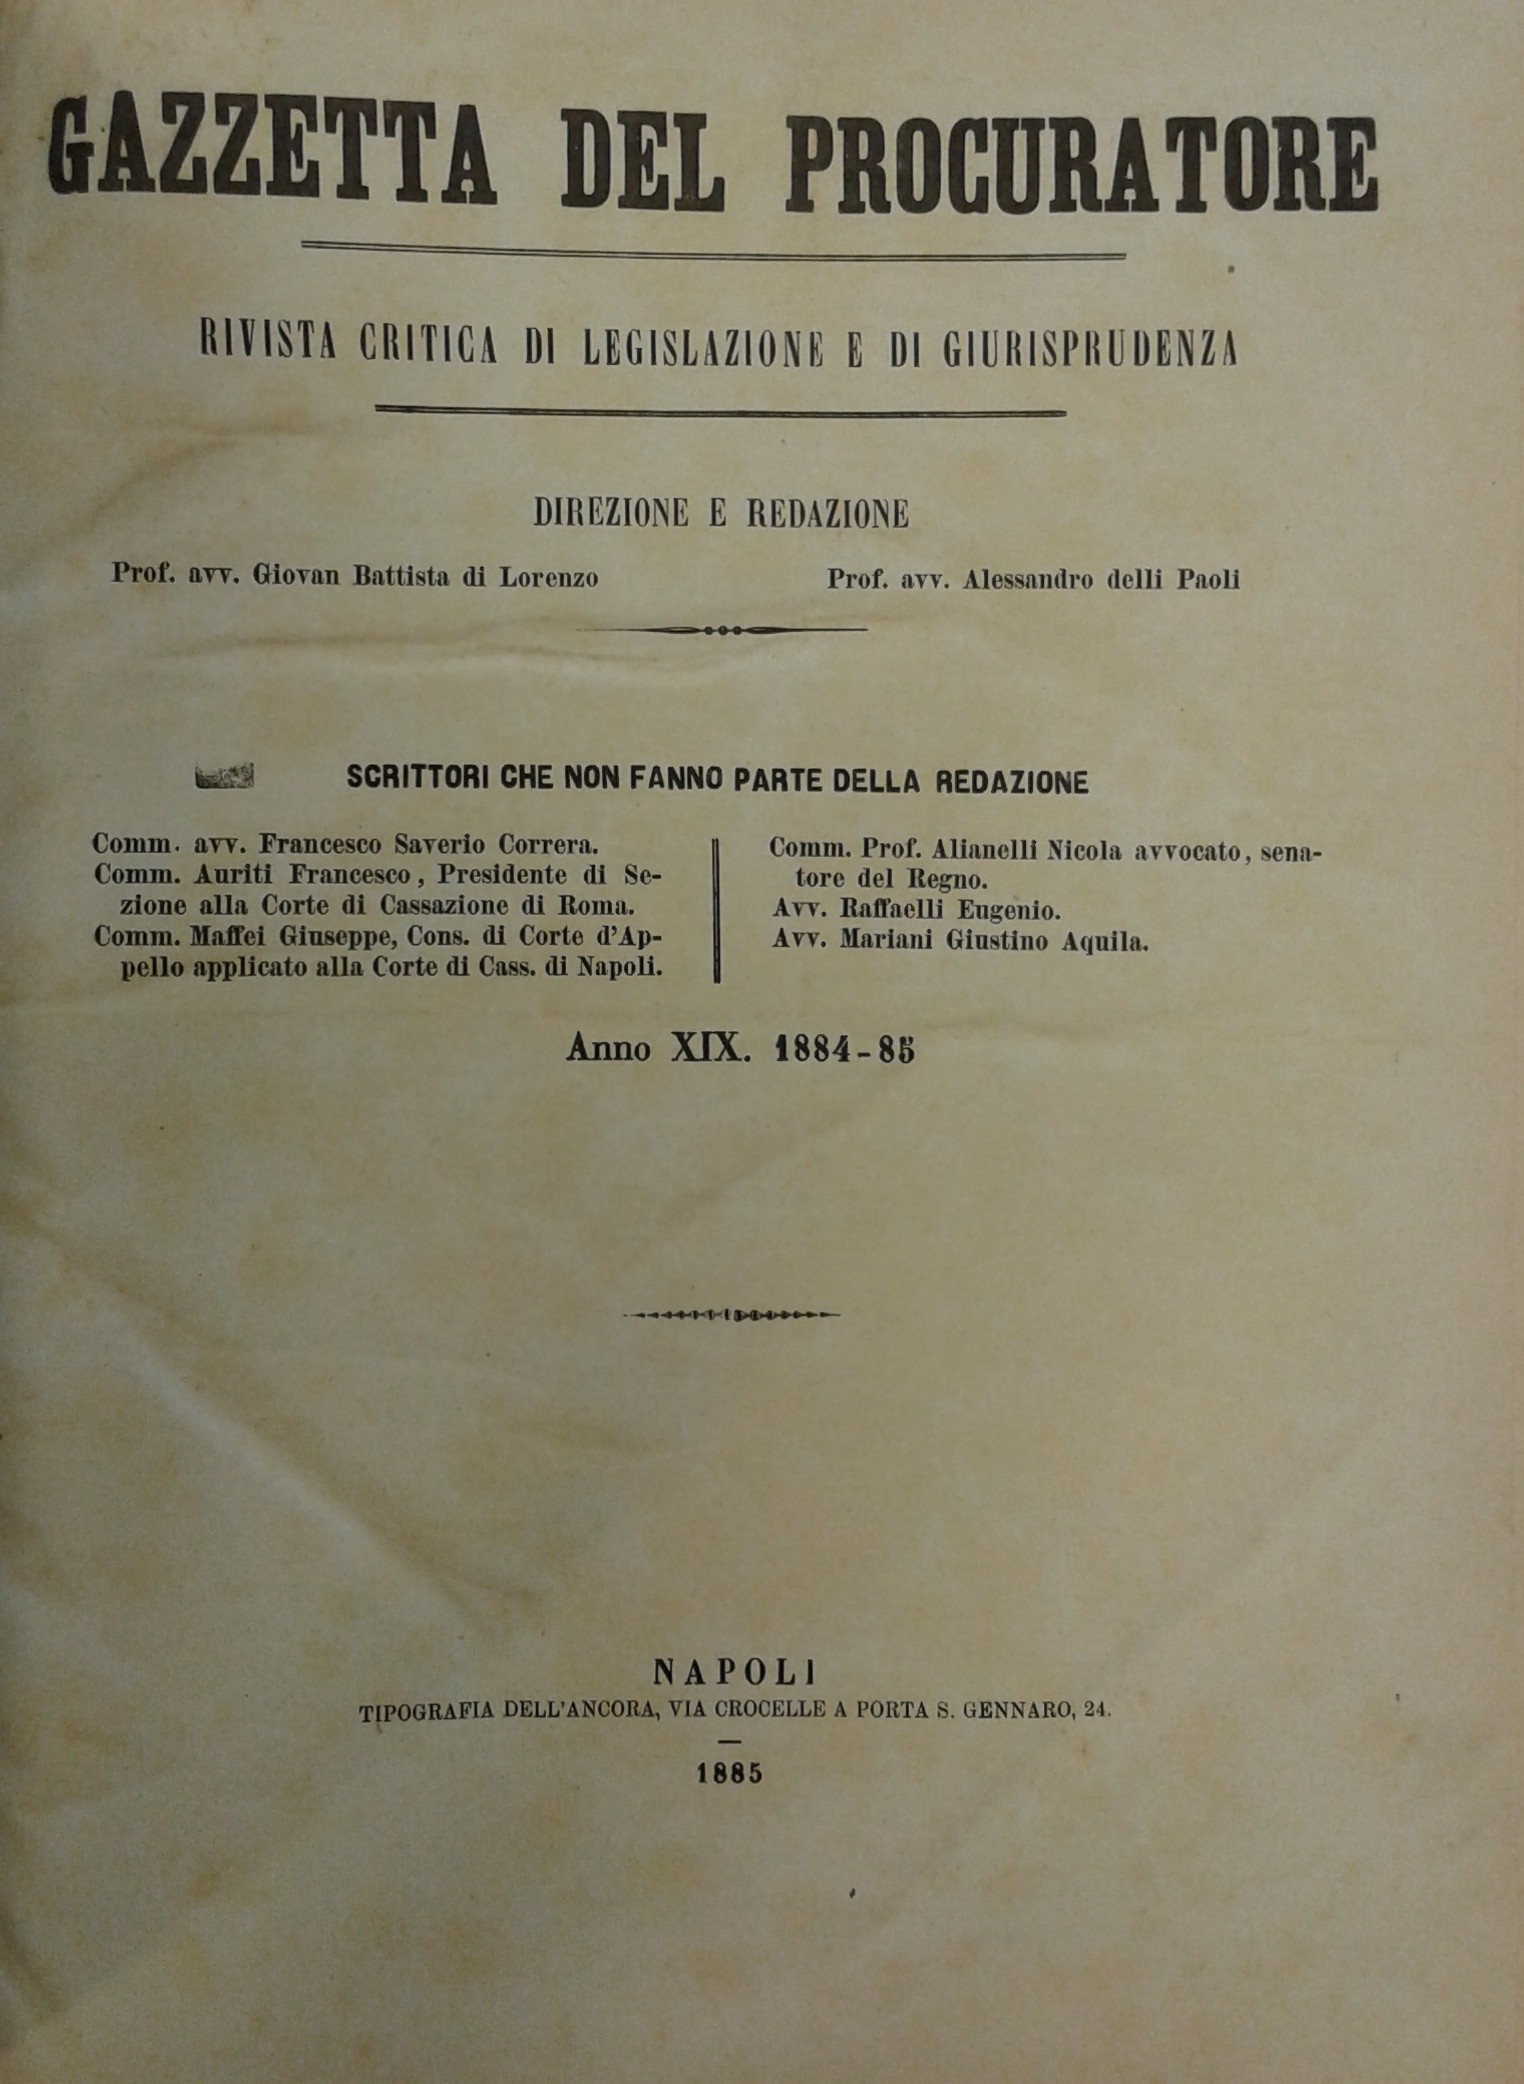 GAZZETTA DEL PROCURATORE
RIVISTA CRITICA DI LEGISLAZIONE E DI GIURISPRUDENZA
DIREZIONE E REDAZIONE
Prof. avv. Giovan Battista di Lorenzo
Prof. avv. Alessandro delli Paoli
SCRITTORI CHE NON FANNO PARTE DELLA REDAZIONE
Comm. avv. Francesco Saverio Correra.
Comm. Auriti Francesco, Presidente di Se-
zione alla Corte di Cassazione di Roma.
Comm. Maffei Giuseppe, Cons. di Corte d'Ap-
pello applicato alla Corte di Cass. di Napoli.
Comm. Prof. Alianelli Nicola avvocato, sena-
tore del Regno.
Avv. Raffaelli Eugenio.
Avv. Mariani Giustino Aquila.
Anno XIX. 1884-85
NAPOLI
TIPOGRAFIA DELL'ANCORA, VIA CROCELLE A PORTA S. GENNARO, 24.
1885